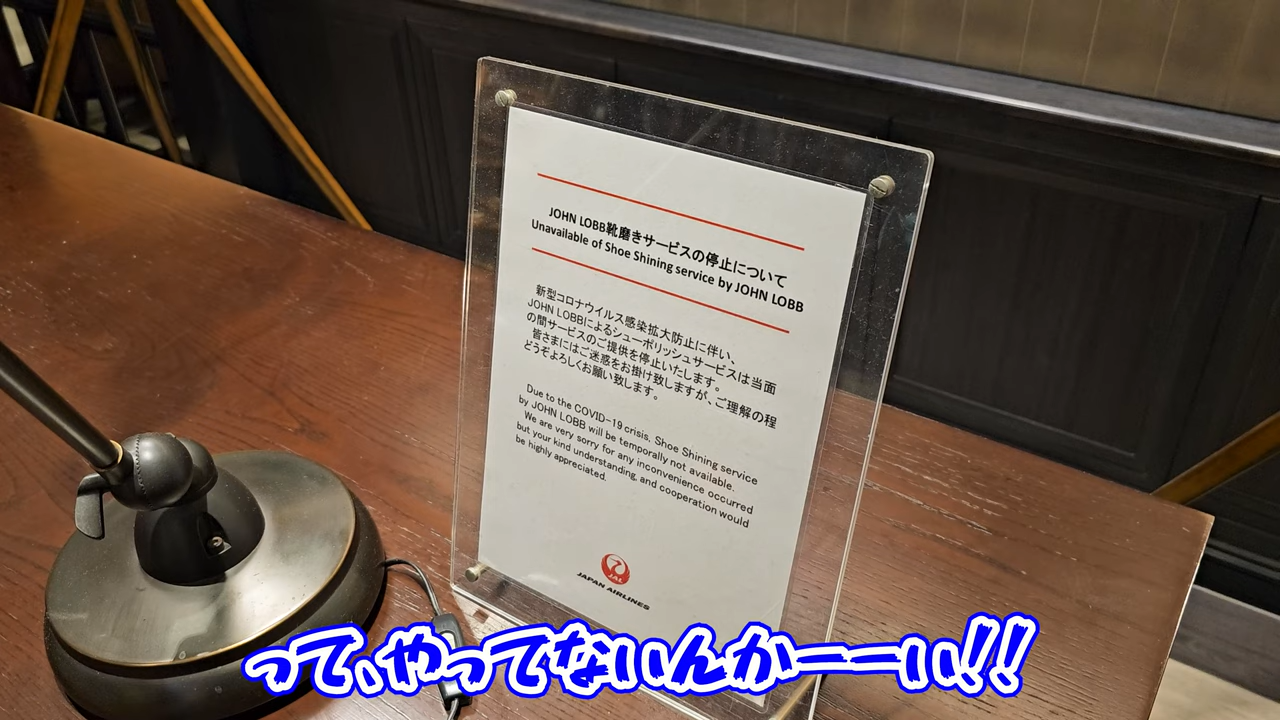 JOHN LOBB靴磨きサービスの停止について
Unavailable of Shoe Shining service by JOHN LOBB
新型コロナウイルス感染拡大防止に伴い、
JOHN LOBBによるシューポリッシュサービスは当面
の間サービスのご提供を停止いたします。
皆さまにはご迷惑をお掛け致しますが、ご理解の程
どうぞよろしくお願い致します。
Due to the COVID-19 crisis, Shoe Shining service
by JOHN LOBB will be temporally not available.
We are very sorry for any inconvenience occurred
but your kind understanding, and cooperation would
be highly appreciated.
JAL
JAPAN AIRLINES
って、やってないんかーーい!!